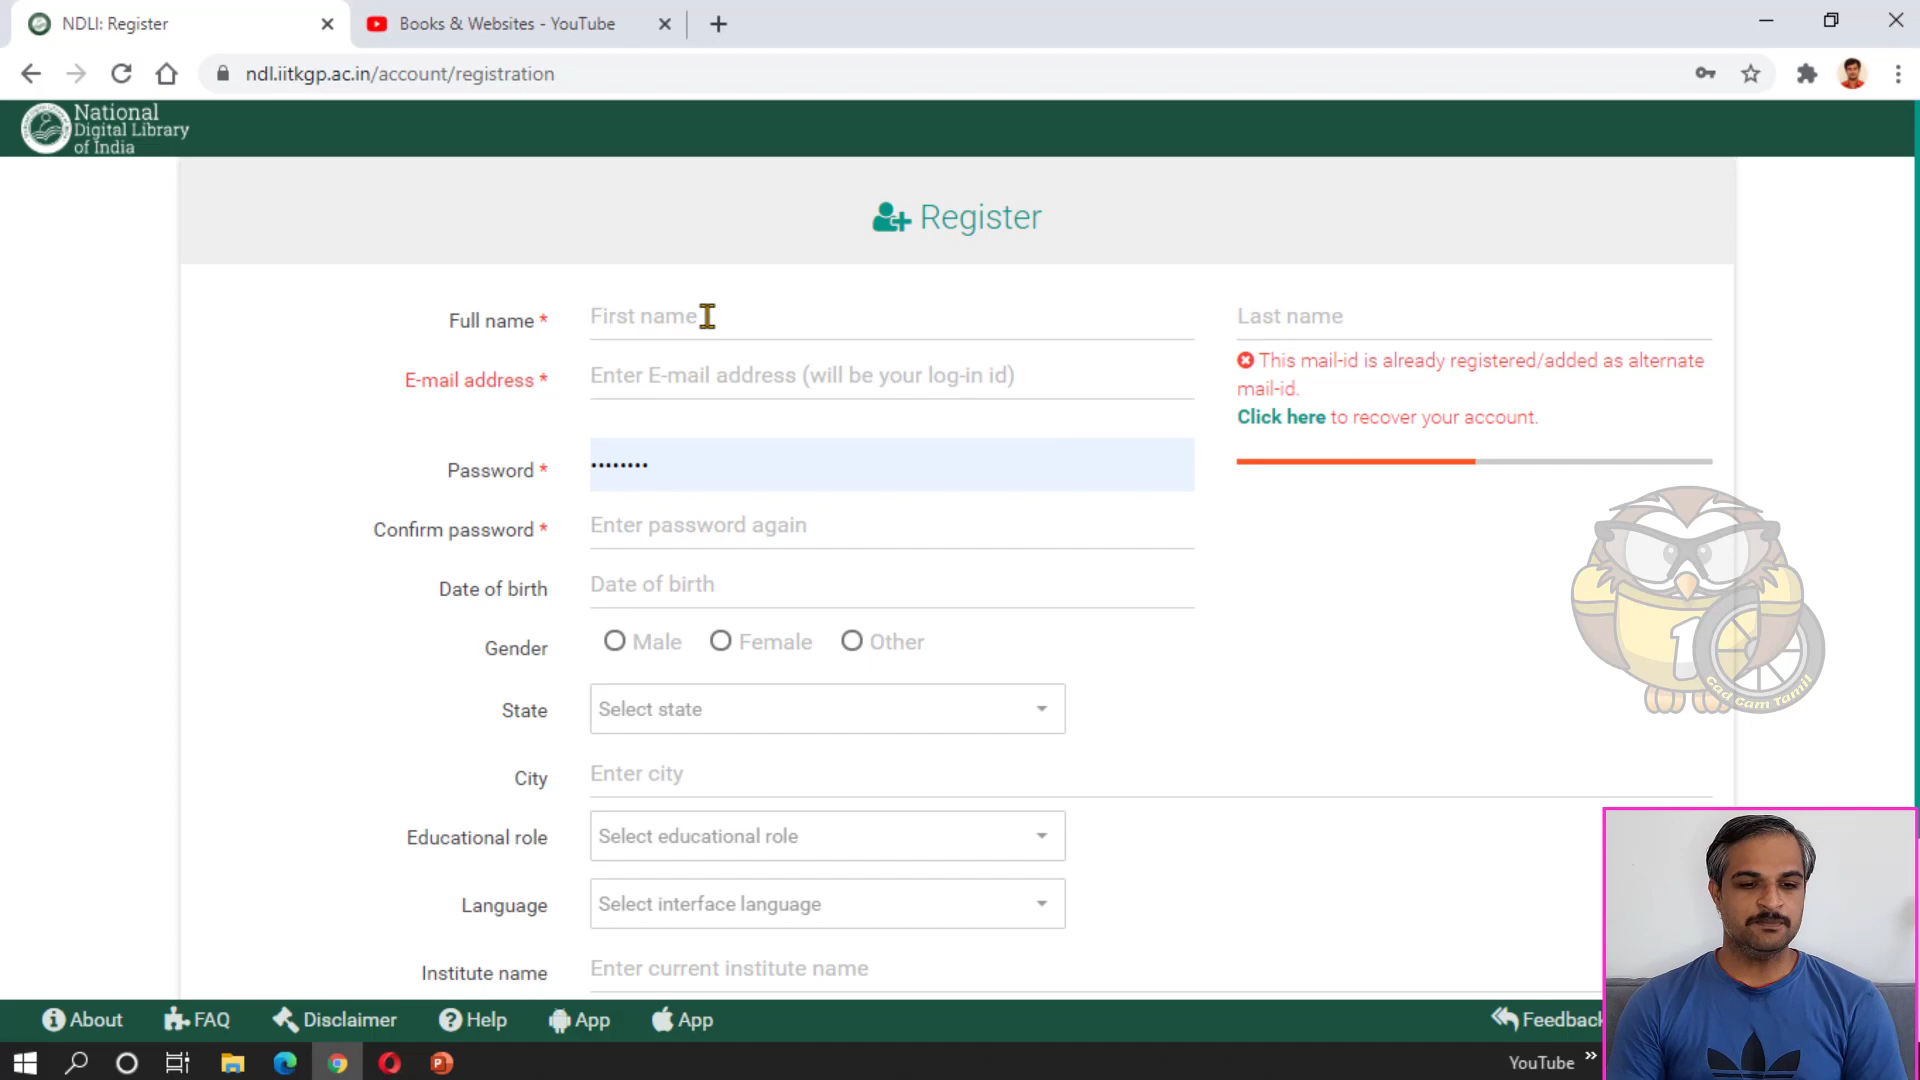 NDLI: Register
Books & Websites - YouTube
ndl.iitkgp.ac.in/account/registration
National
Digital Library
of India
Register
Full name *
First name
Last name
E-mail address *
Enter E-mail address (will be your log-in id)
This mail-id is already registered/added as alternate
mail-id.
Click here to recover your account.
Password *
Confirm password *
Enter password again
Date of birth
Date of birth
Gender
Male
Female
Other
State
Select state
City
Enter city
Educational role
Select educational role
Language
Select interface language
Institute name
Enter current institute name
Cad Cam Tamil
About
FAQ
Disclaimer
Help
App
App
Feedback
YouTube